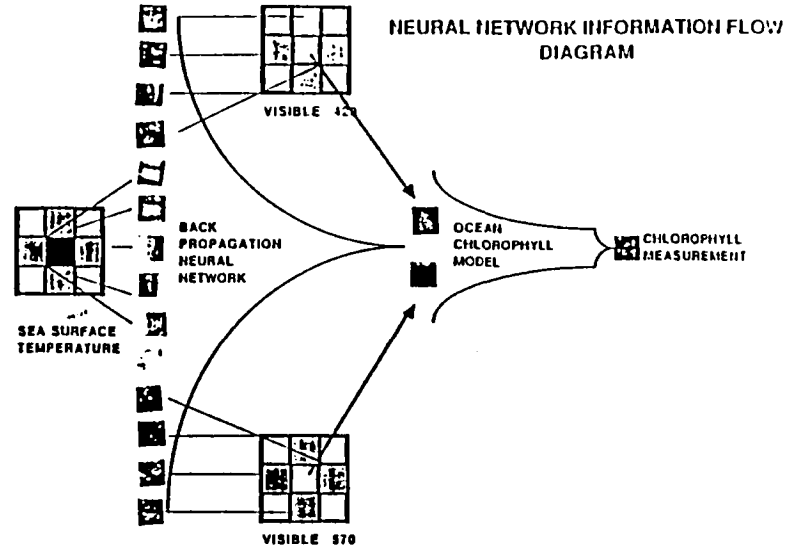 NEURAL NETWORK INFORMATION FLOW
DIAGRAM
VISIBLE
BACK
PROPAGATION
NEURAL
NETWORK
OCEAN
CHLOROPHYLL
MODEL
CHLOROPHYLL
MEASUREMENT
SEA SURFACE
TEMPERATURE
VISIBLE 570